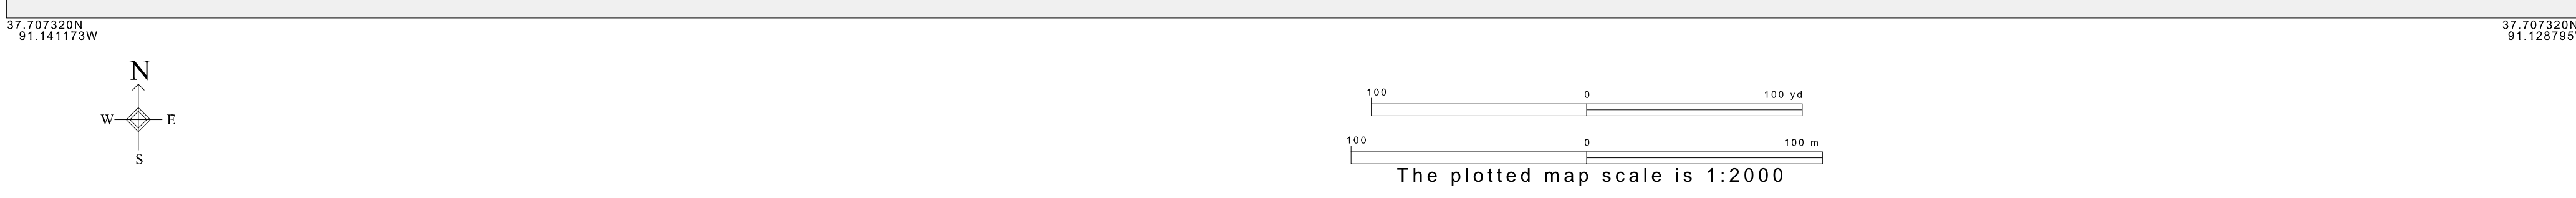 37.707320N
91.141173W
37.707320N
91.128795
N
W E
S
100 0 100 yd
100 0 100 m
The plotted map scale is 1:2000